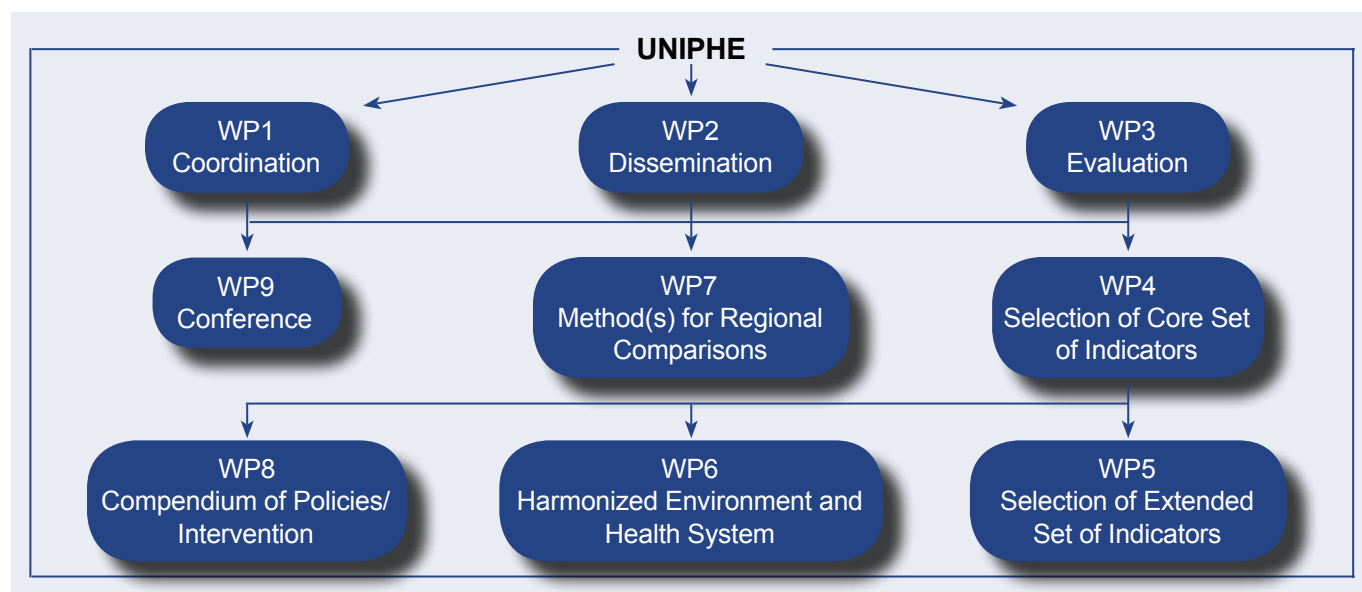 UNIPHE
WP1
Coordination
WP2
Dissemination
WP3
Evaluation
WP9
Conference
WP7
Method(s) for Regional
Comparisons
WP4
Selection of Core Set
of Indicators
WP8
Compendium of Policies/
Intervention
WP6
Harmonized Environment and
Health System
WP5
Selection of Extended
Set of Indicators